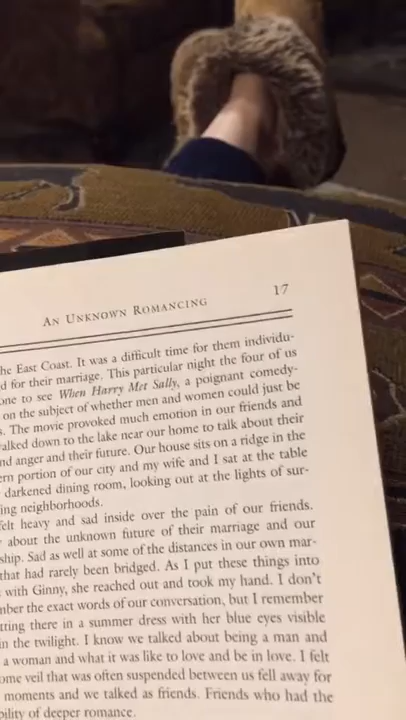 AN UNKNOWN ROMANCING 17
he East Coast. It was a difficult time for them individu-
d for their marriage. This particular night the four of us
one to see When Harry Met Sally, a poignant comedy-
on the subject of whether men and women could just be
s. The movie provoked much emotion in our friends and
alked down to the lake near our home to talk about their
nd anger and their future. Our house sits on a ridge in the
ern portion of our city and my wife and I sat at the table
darkened dining room, looking out at the lights of sur-
ing neighborhoods.
felt heavy and sad inside over the pain of our friends.
about the unknown future of their marriage and our
ship. Sad as well at some of the distances in our own mar-
that had rarely been bridged. As I put these things into
with Ginny, she reached out and took my hand. I don't
mber the exact words of our conversation, but I remember
tting there in a summer dress with her blue eyes visible
in the twilight. I know we talked about being a man and
a woman and what it was like to love and be in love. I felt
ome veil that was often suspended between us fell away for
moments and we talked as friends. Friends who had the
bility of deeper romance.